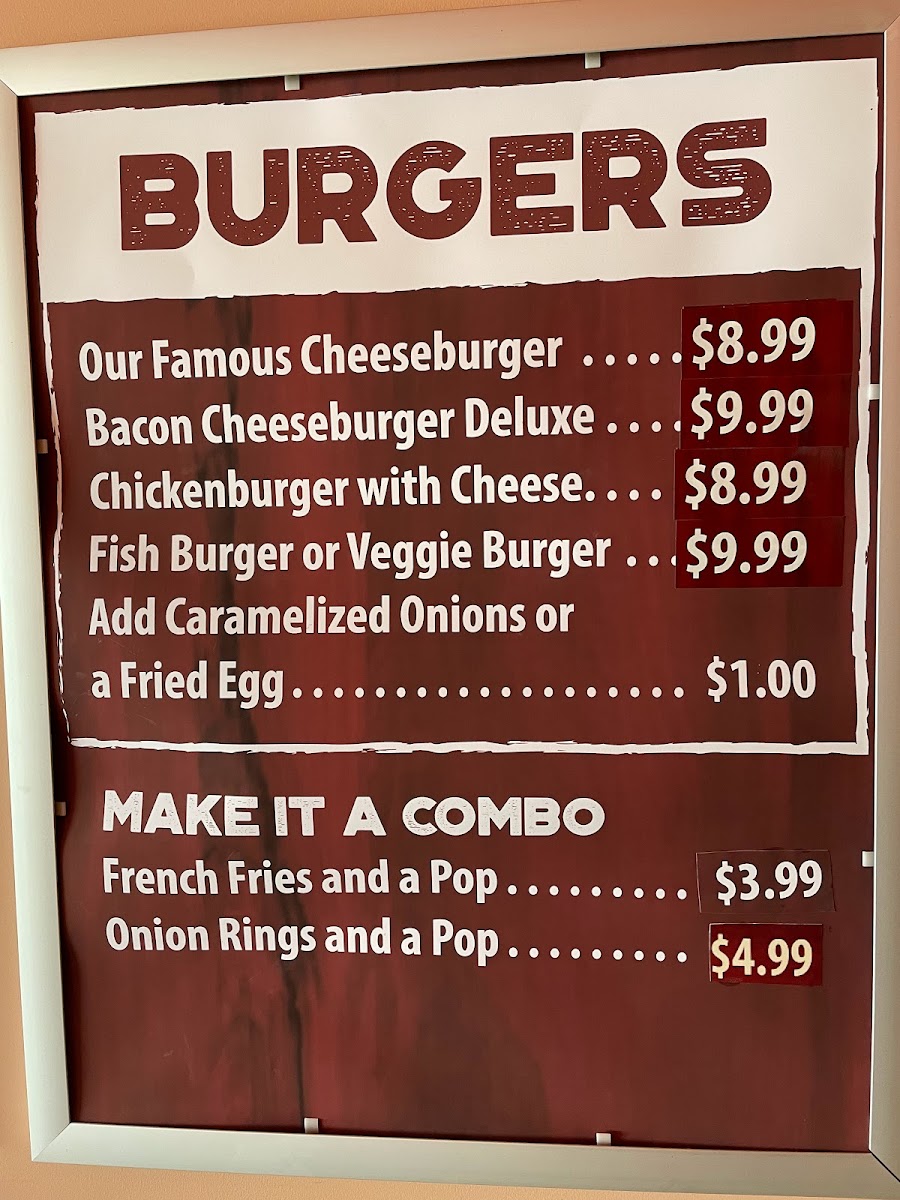 BURGERS
Our Famous Cheeseburger .....$8.99
Bacon Cheeseburger Deluxe ....$9.99
Chickenburger with Cheese.... $8.99
Fish Burger or Veggie Burger ...$9.99
Add Caramelized Onions or
a Fried Egg................... $1.00
MAKE IT A COMBO
French Fries and a Pop......... $3.99
Onion Rings and a Pop......... $4.99